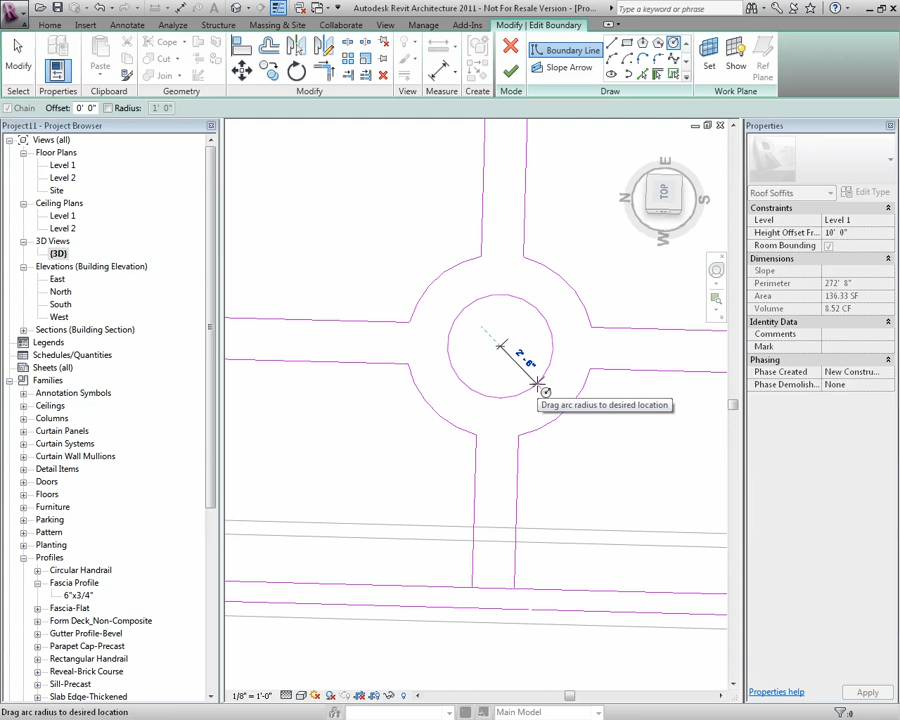 Autodesk Revit Architecture 2011 - Not For Resale Version - [Pro...
Type a keyword or phrase
Home
Insert
Annotate
Analyze
Structure
Massing & Site
Collaborate
View
Manage
Add-Ins
Modify | Edit Boundary
Modify
Paste
Cope
Cut
Join
Boundary Line
Slope Arrow
Set
Show
Ref
Plane
Select
Properties
Clipboard
Geometry
Modify
View
Measure
Create
Mode
Draw
Work Plane
Chain
Offset:
0' 0"
Radius:
1' 0"
Project11 - Project Browser
Views (all)
Floor Plans
Level 1
Level 2
Site
Ceiling Plans
Level 1
Level 2
3D Views
{3D}
Elevations (Building Elevation)
East
North
South
West
Sections (Building Section)
Legends
Schedules/Quantities
Sheets (all)
Families
Annotation Symbols
Ceilings
Columns
Curtain Panels
Curtain Systems
Curtain Wall Mullions
Detail Items
Doors
Floors
Furniture
Parking
Pattern
Planting
Profiles
Circular Handrail
Fascia Profile
6"x3/4"
Fascia-Flat
Form Deck_Non-Composite
Gutter Profile-Bevel
Parapet Cap-Precast
Rectangular Handrail
Reveal-Brick Course
Sill-Precast
Slab Edge-Thickened
E
N
TOP
S
W
2' - 6"
Drag arc radius to desired location
Properties
Roof Soffits
Edit Type
Constraints
Level
Level 1
Height Offset Fr...
10' 0"
Room Bounding
Dimensions
Slope
Perimeter
272' 8"
Area
136.33 SF
Volume
8.52 CF
Identity Data
Comments
Mark
Phasing
Phase Created
New Constru...
Phase Demolish...
None
Properties help
Apply
1/8" = 1'-0"
Drag arc radius to desired location
Main Model
:0